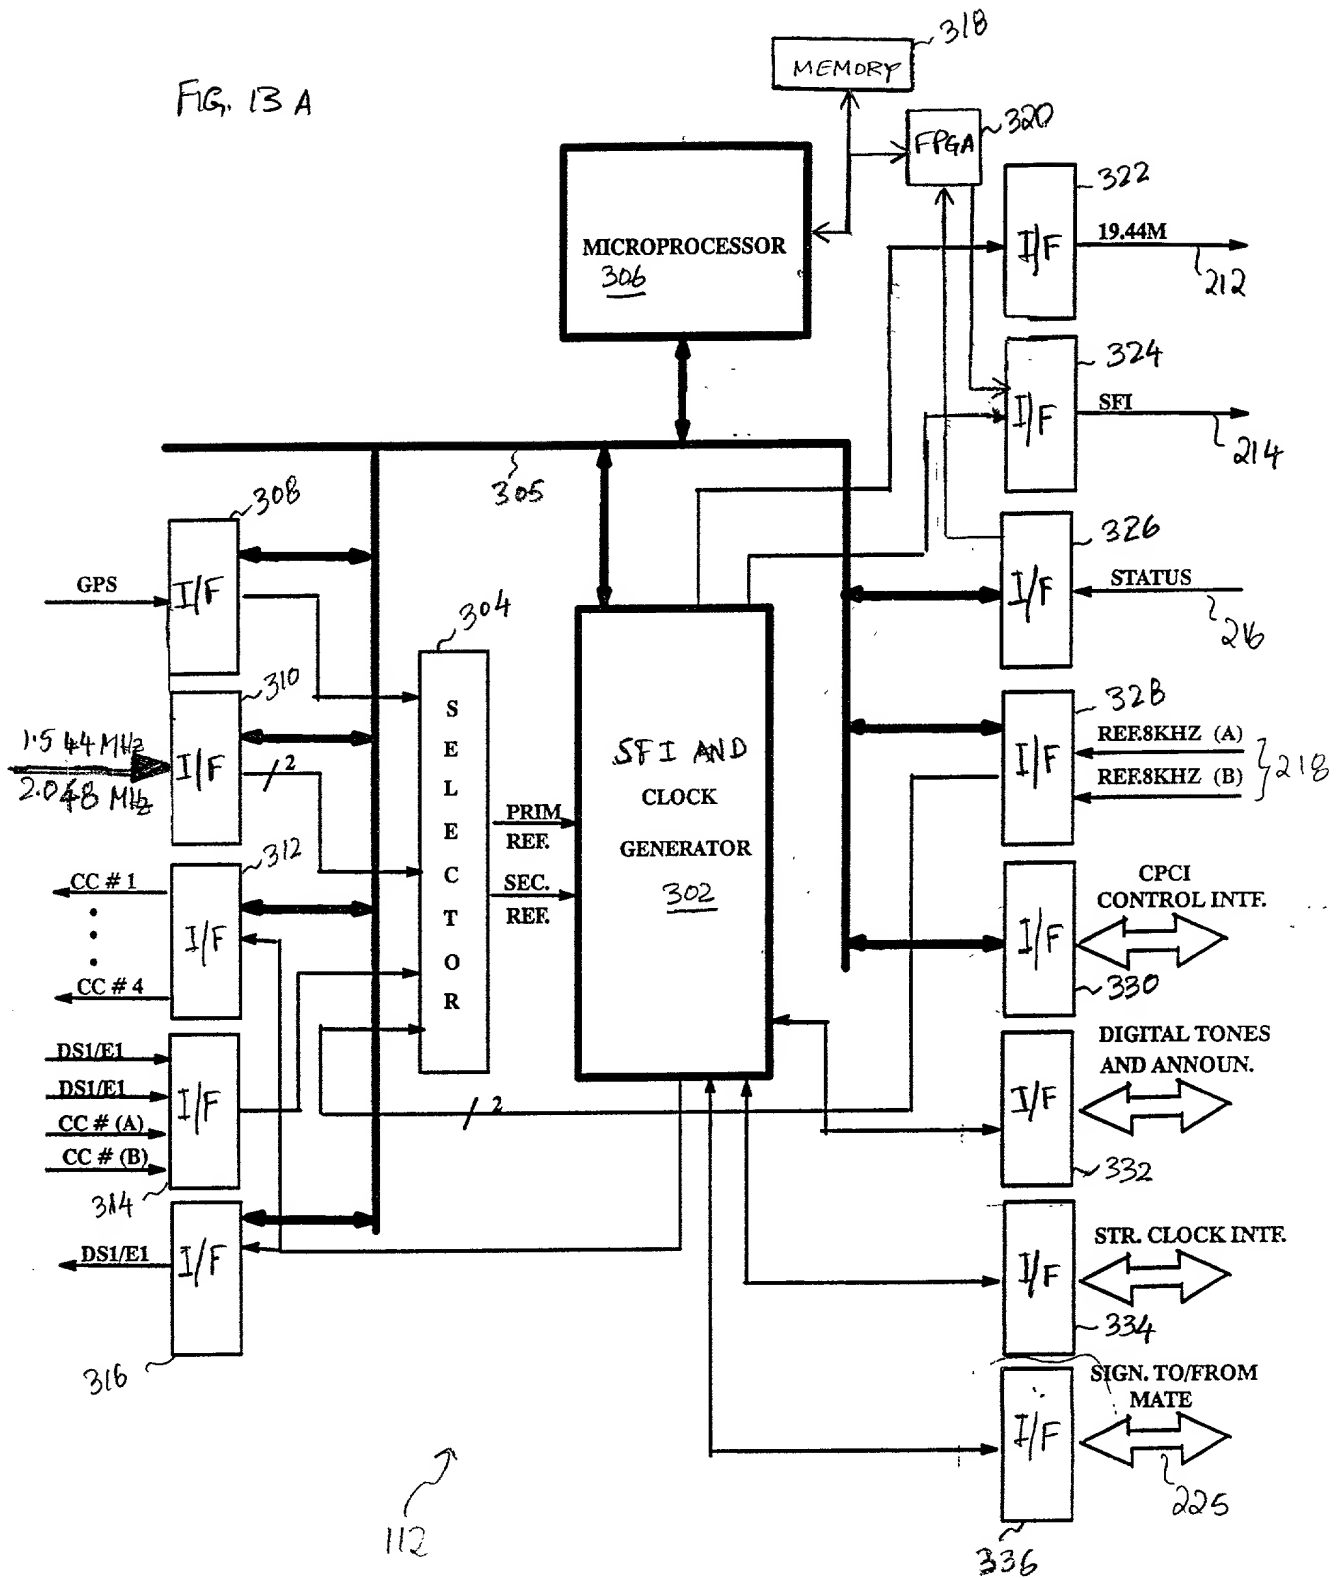 FIG. 13 A
318
MEMORY
320
FPGA
322
I/F
19.44M
212
MICROPROCESSOR
306
324
I/F
SFI
214
305
308
I/F
GPS
326
I/F
STATUS
216
304
SELECTOR
310
I/F
1.544 MHz
2.048 MHz
2
328
I/F
REF.8KHZ (A)
REF.8KHZ (B)
218
SFI AND
CLOCK
GENERATOR
302
PRIM
REF.
SEC.
REF.
312
I/F
CC # 1
CC # 4
CPCI
CONTROL INTF.
I/F
330
DS1/E1
DS1/E1
CC # (A)
CC # (B)
I/F
314
2
DIGITAL TONES
AND ANNOUN.
I/F
332
DS1/E1
I/F
316
STR. CLOCK INTF.
I/F
334
SIGN. TO/FROM
MATE
I/F
225
336
112